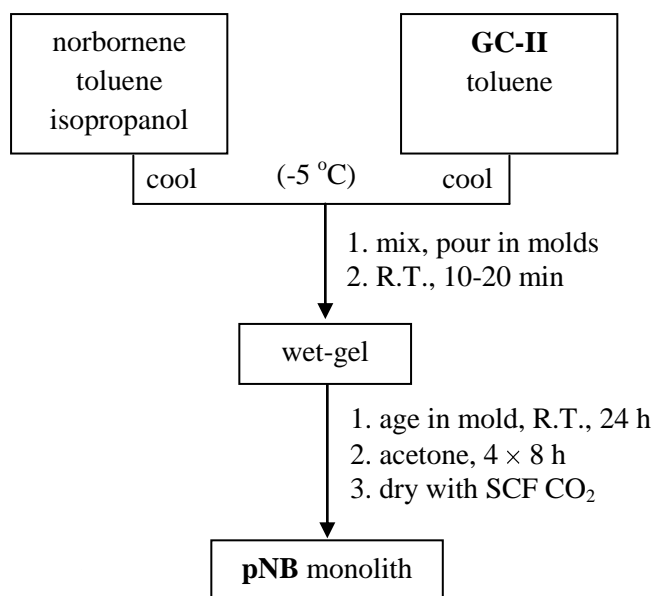 norbornene
toluene
isopropanol
GC-II
toluene
cool (-5 °C) cool
1. mix, pour in molds
2. R.T., 10-20 min
wet-gel
1. age in mold, R.T., 24 h
2. acetone, 4 × 8 h
3. dry with SCF CO₂
pNB monolith